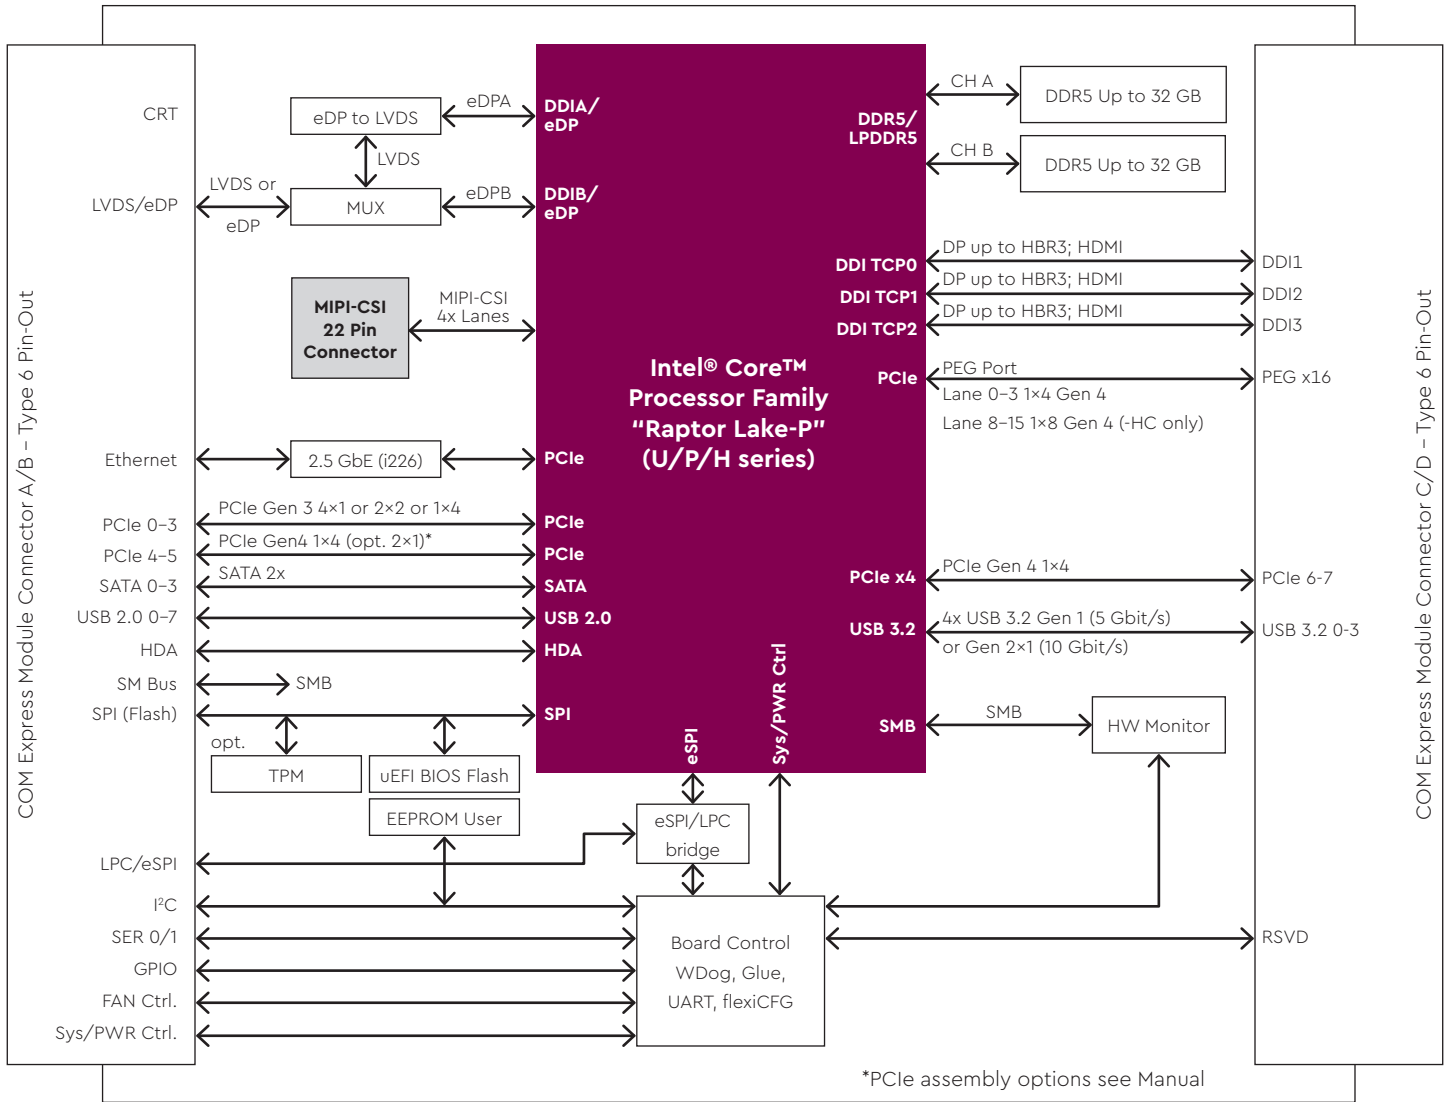 COM Express Module Connector A/B – Type 6 Pin-Out
CRT
LVDS/eDP
Ethernet
PCIe 0–3
PCIe 4–5
SATA 0–3
USB 2.0 0–7
HDA
SM Bus
SPI (Flash)
LPC/eSPI
I²C
SER 0/1
GPIO
FAN Ctrl.
Sys/PWR Ctrl.
eDP to LVDS
eDPA
LVDS
LVDS or
eDP
MUX
eDPB
MIPI-CSI
22 Pin
Connector
MIPI-CSI
4x Lanes
2.5 GbE (i226)
PCIe Gen 3 4×1 or 2×2 or 1×4
PCIe Gen4 1×4 (opt. 2×1)*
SATA 2x
SMB
opt.
TPM
uEFI BIOS Flash
EEPROM User
DDIA/
eDP
DDIB/
eDP
PCIe
PCIe
PCIe
SATA
USB 2.0
HDA
SPI
Intel® Core™
Processor Family
“Raptor Lake-P”
(U/P/H series)
eSPI
Sys/PWR Ctrl
DDR5/
LPDDR5
DDI TCP0
DDI TCP1
DDI TCP2
PCIe
PCIe x4
USB 3.2
SMB
eSPI/LPC
bridge
Board Control
WDog, Glue,
UART, flexiCFG
CH A
DDR5 Up to 32 GB
CH B
DDR5 Up to 32 GB
DP up to HBR3; HDMI
DP up to HBR3; HDMI
DP up to HBR3; HDMI
PEG Port
Lane 0–3 1×4 Gen 4
Lane 8–15 1×8 Gen 4 (-HC only)
PCIe Gen 4 1×4
4x USB 3.2 Gen 1 (5 Gbit/s)
or Gen 2×1 (10 Gbit/s)
SMB
HW Monitor
DDI1
DDI2
DDI3
PEG x16
PCIe 6-7
USB 3.2 0-3
RSVD
COM Express Module Connector C/D – Type 6 Pin-Out
*PCIe assembly options see Manual